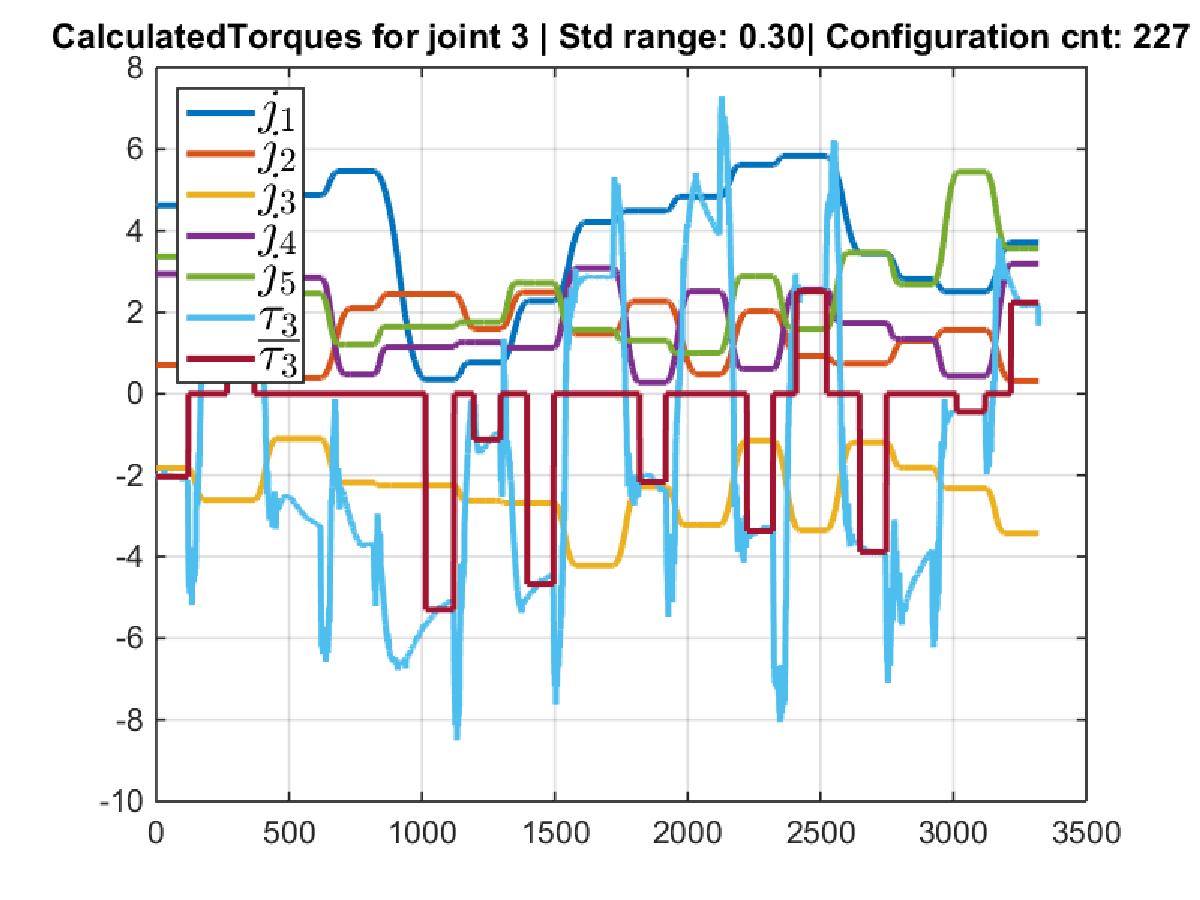 CalculatedTorques for joint 3 | Std range: 0.30| Configuration cnt: 227
8
6
4
2
0
-2
-4
-6
-8
-10
j1
j2
j3
j4
j5
τ3
τ̅3
0 500 1000 1500 2000 2500 3000 3500